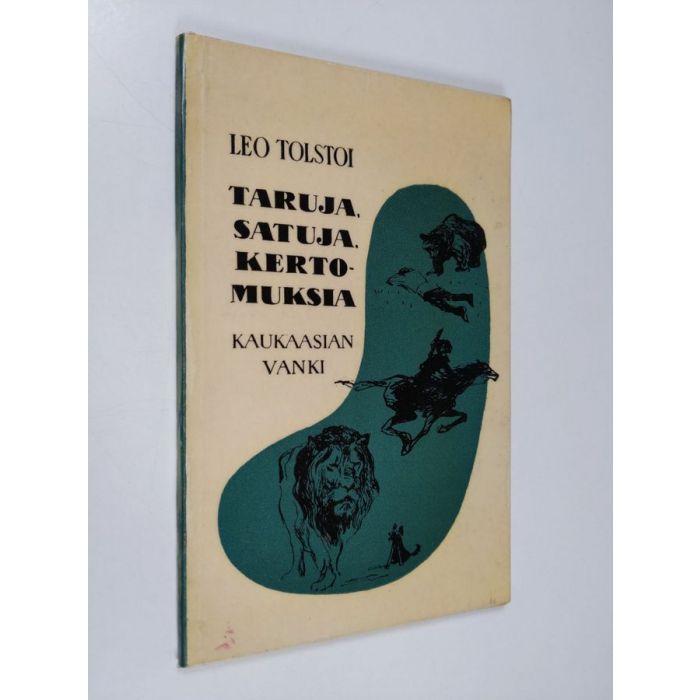 LEO TOLSTOI
TARUJA,
SATUJA,
KERTO-
MUKSIA
KAUKAASIAN
VANKI